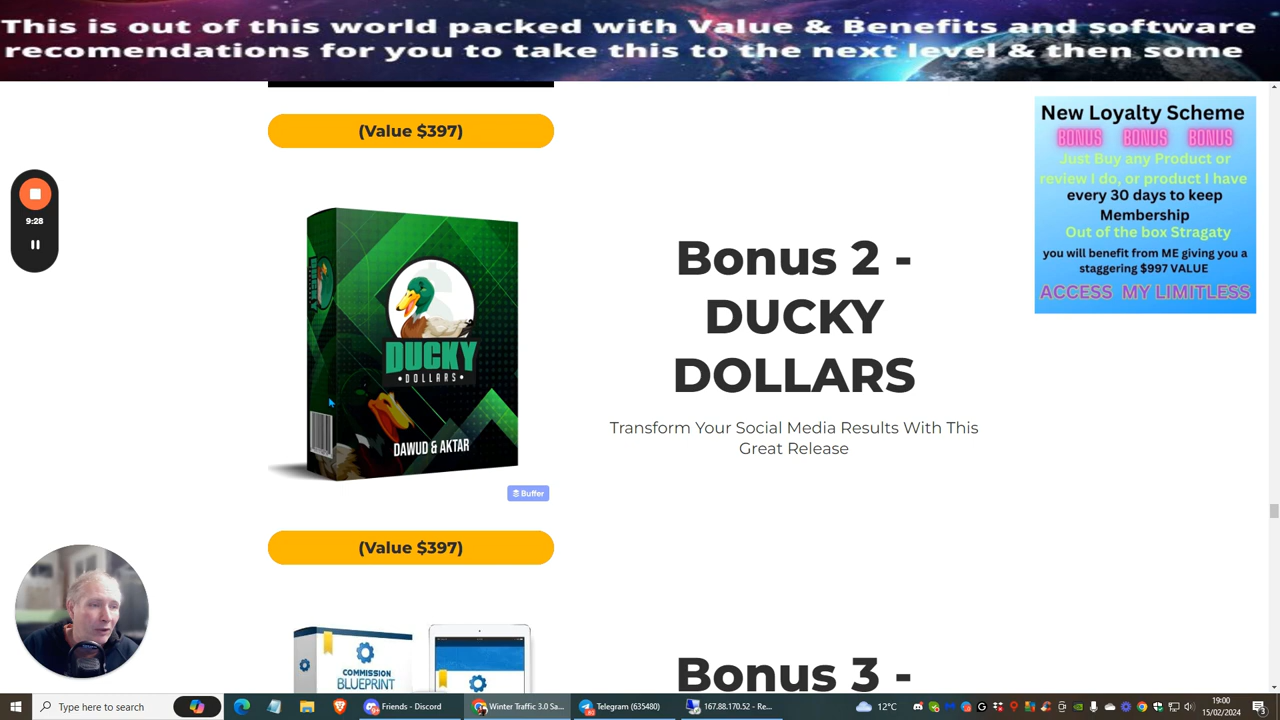 This is out of this world packed with Value & Benefits and software
recomendations for you to take this to the next level & then some
(Value $397)
New Loyalty Scheme
BONUS BONUS BONUS
Just Buy any Product or
review I do, or product I have
every 30 days to keep
Membership
Out of the box Stragaty
you will benefit from ME giving you a
staggering $997 VALUE
ACCESS MY LIMITLESS
9:28
Bonus 2 -
DUCKY
DOLLARS
Transform Your Social Media Results With This
Great Release
DUCKY
DUCKY
•DOLLARS•
DAWUD & AKTAR
Buffer
(Value $397)
COMMISSION
BLUEPRINT
Bonus 3 -
Type here to search
Friends - Discord
Winter Traffic 3.0 Sa...
Telegram (635480)
167.88.170.52 - Re...
12°C
19:00
15/02/2024